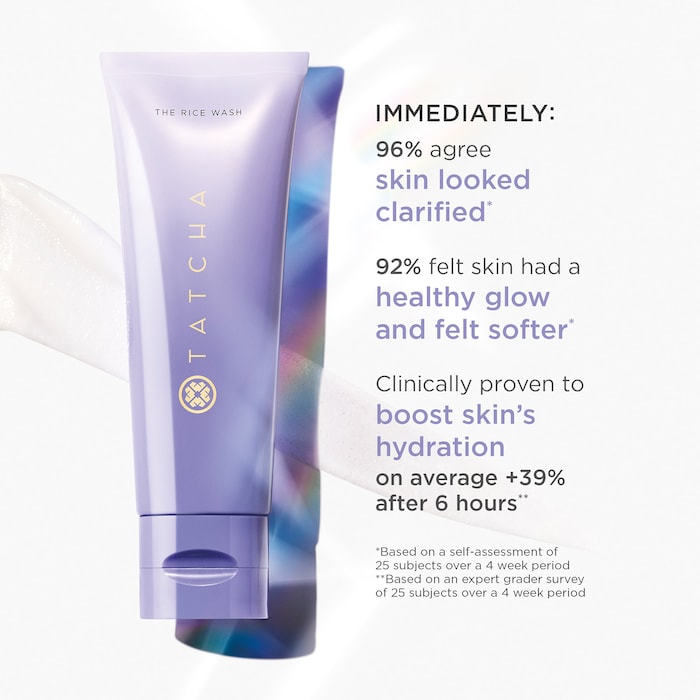 THE RICE WASH
TATCHA
IMMEDIATELY:
96% agree
skin looked
clarified*
92% felt skin had a
healthy glow
and felt softer*
Clinically proven to
boost skin's
hydration
on average +39%
after 6 hours**
*Based on a self-assessment of
25 subjects over a 4 week period
**Based on an expert grader survey
of 25 subjects over a 4 week period